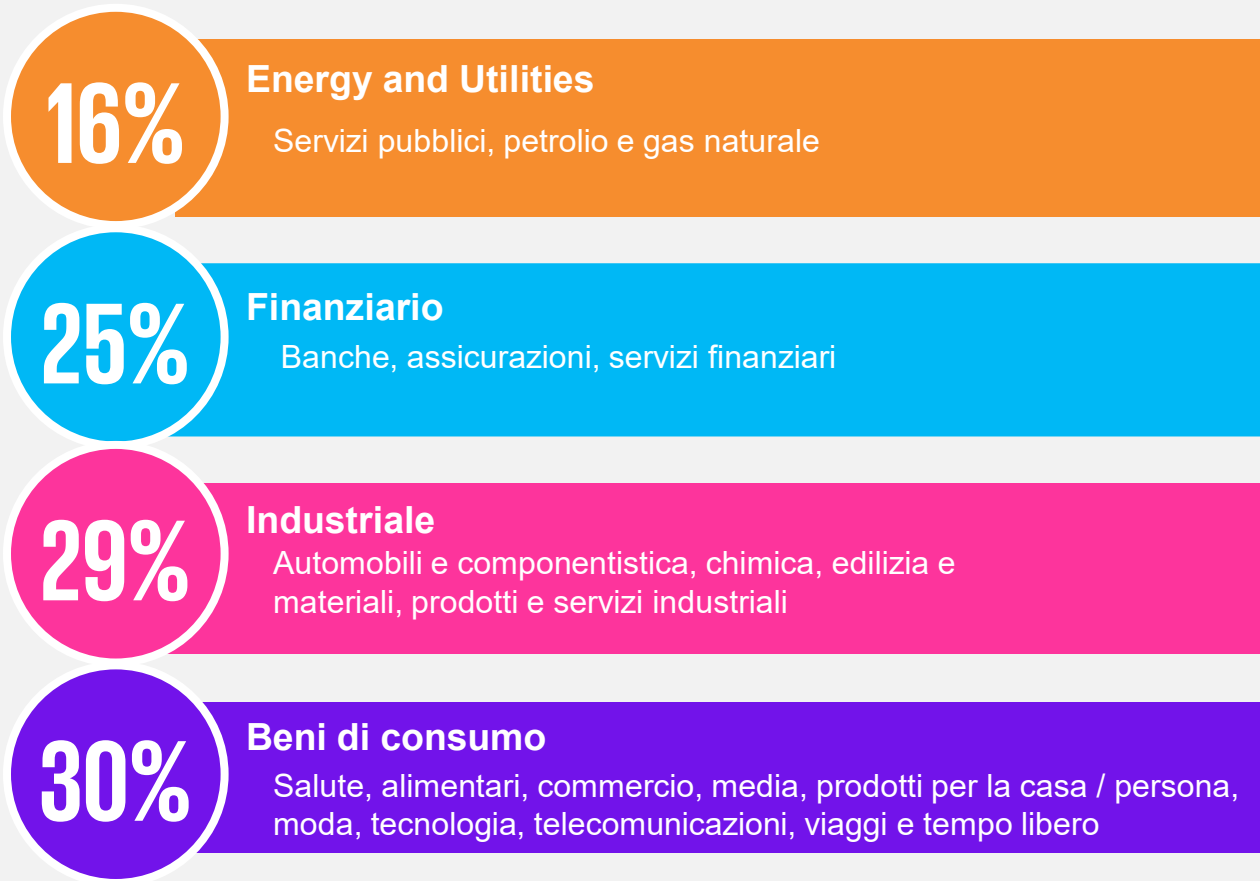 16%
Energy and Utilities
Servizi pubblici, petrolio e gas naturale
25%
Finanziario
Banche, assicurazioni, servizi finanziari
29%
Industriale
Automobili e componentistica, chimica, edilizia e
materiali, prodotti e servizi industriali
30%
Beni di consumo
Salute, alimentari, commercio, media, prodotti per la casa / persona,
moda, tecnologia, telecomunicazioni, viaggi e tempo libero